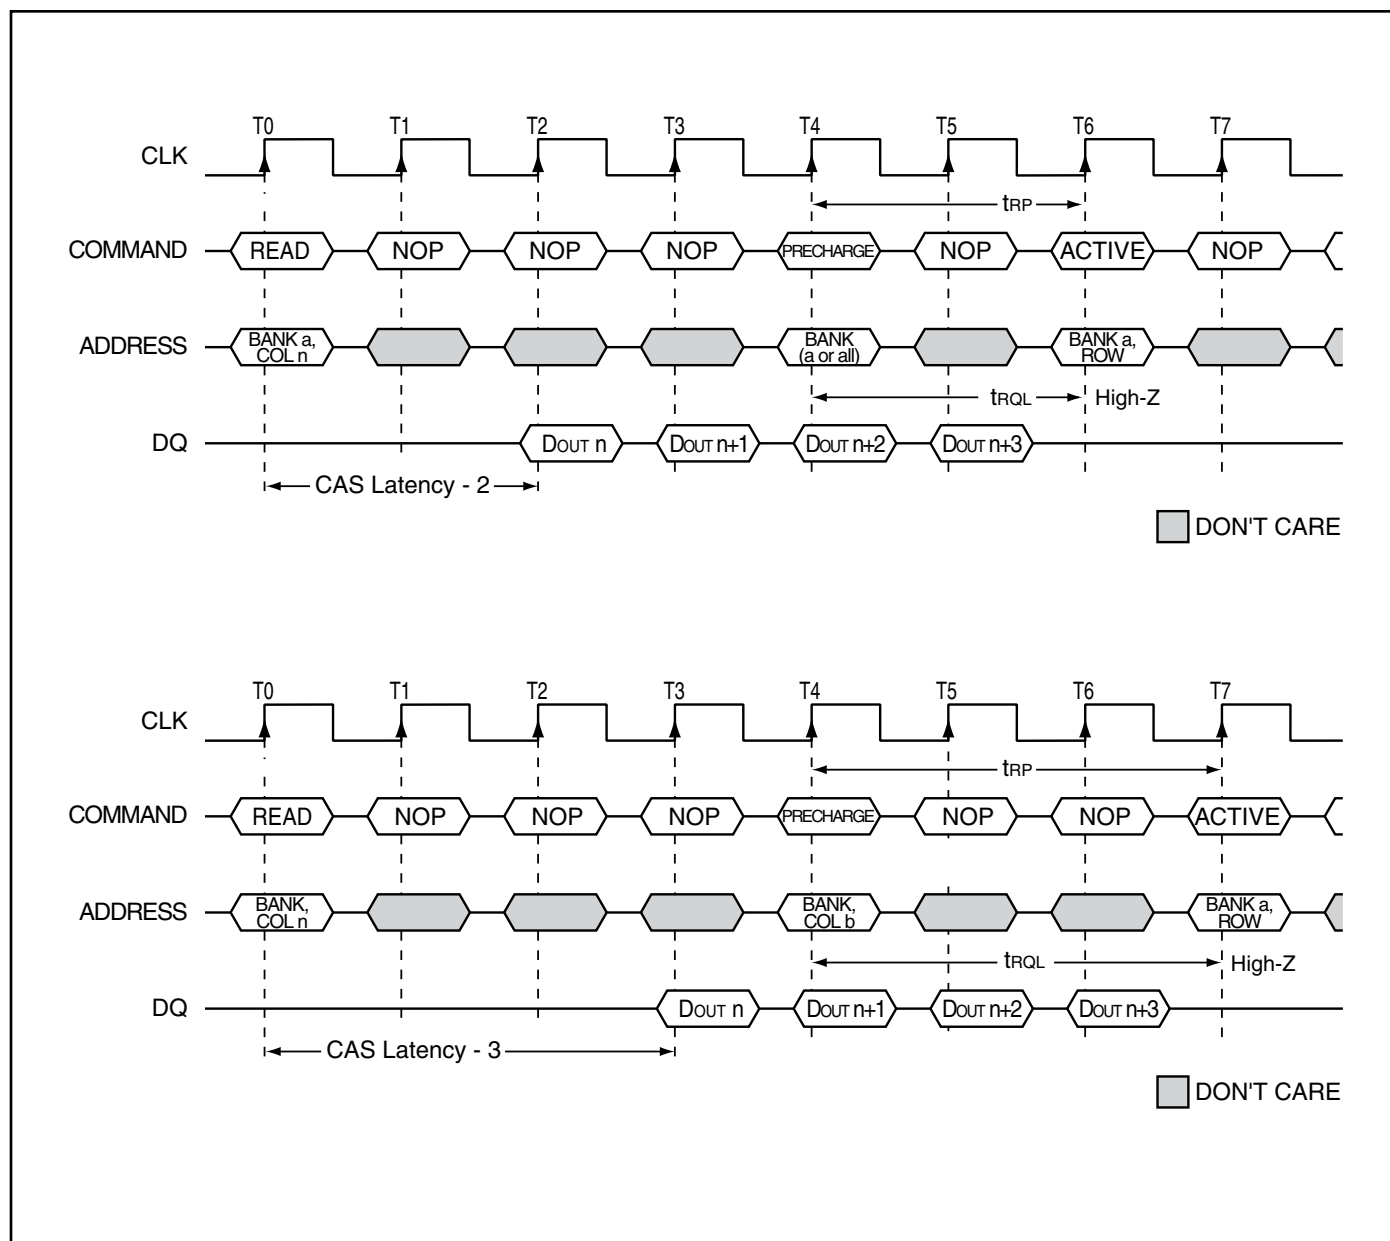 T0 T1 T2 T3 T4 T5 T6 T7
CLK
tRP
COMMAND READ NOP NOP NOP PRECHARGE NOP ACTIVE NOP
ADDRESS BANK a, COL n BANK (a or all) BANK a, ROW
tRQL High-Z
DQ DOUT n DOUT n+1 DOUT n+2 DOUT n+3
CAS Latency - 2
DON'T CARE
T0 T1 T2 T3 T4 T5 T6 T7
CLK
tRP
COMMAND READ NOP NOP NOP PRECHARGE NOP NOP ACTIVE
ADDRESS BANK, COL n BANK, COL b BANK a, ROW
tRQL High-Z
DQ DOUT n DOUT n+1 DOUT n+2 DOUT n+3
CAS Latency - 3
DON'T CARE